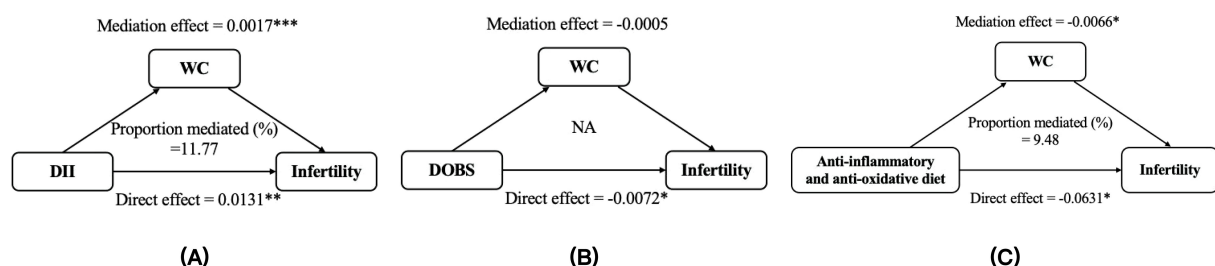 Mediation effect = 0.0017***
WC
Proportion mediated (%)
=11.77
DII
Infertility
Direct effect = 0.0131**
(A)
Mediation effect = -0.0005
WC
NA
DOBS
Infertility
Direct effect = -0.0072*
(B)
Mediation effect = -0.0066*
WC
Proportion mediated (%)
= 9.48
Anti-inflammatory
and anti-oxidative diet
Infertility
Direct effect = -0.0631*
(C)